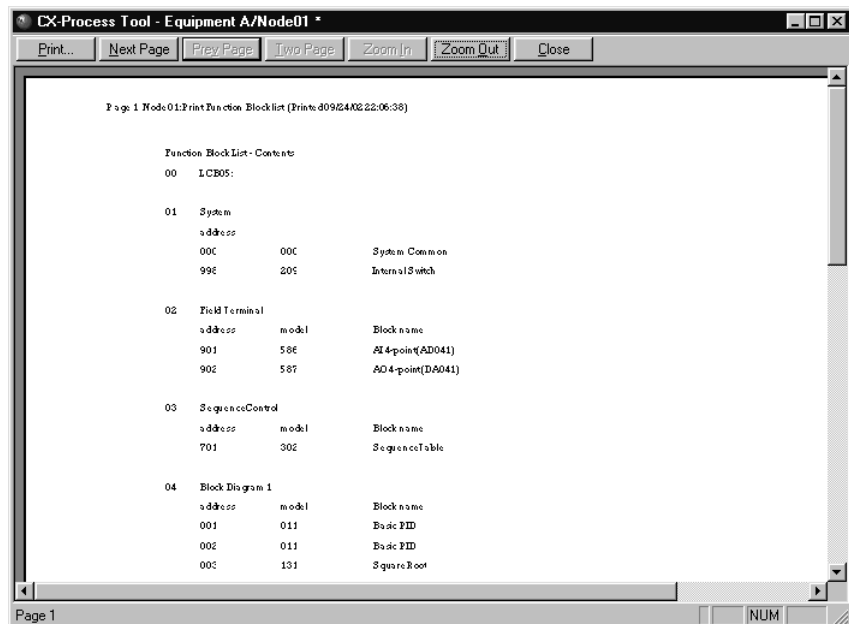 CX-Process Tool - Equipment A/Node01 *
Print... Next Page Prev Page Two Page Zoom In Zoom Out Close
Page 1 Node01:Print Function Block list (Printed09/24/02 22:06:38)
Function Block List - Contents
00 LCB05:
01 System
address
000 000 System Common
998 209 Internal Switch
02 Field Terminal
address model Block name
901 586 AI 4-point(AD041)
902 587 AO 4-point(DA041)
03 SequenceControl
address model Block name
701 302 SequenceTable
04 Block Diagram 1
address model Block name
001 011 Basic PID
002 011 Basic PID
003 131 Square Root
Page 1 NUM